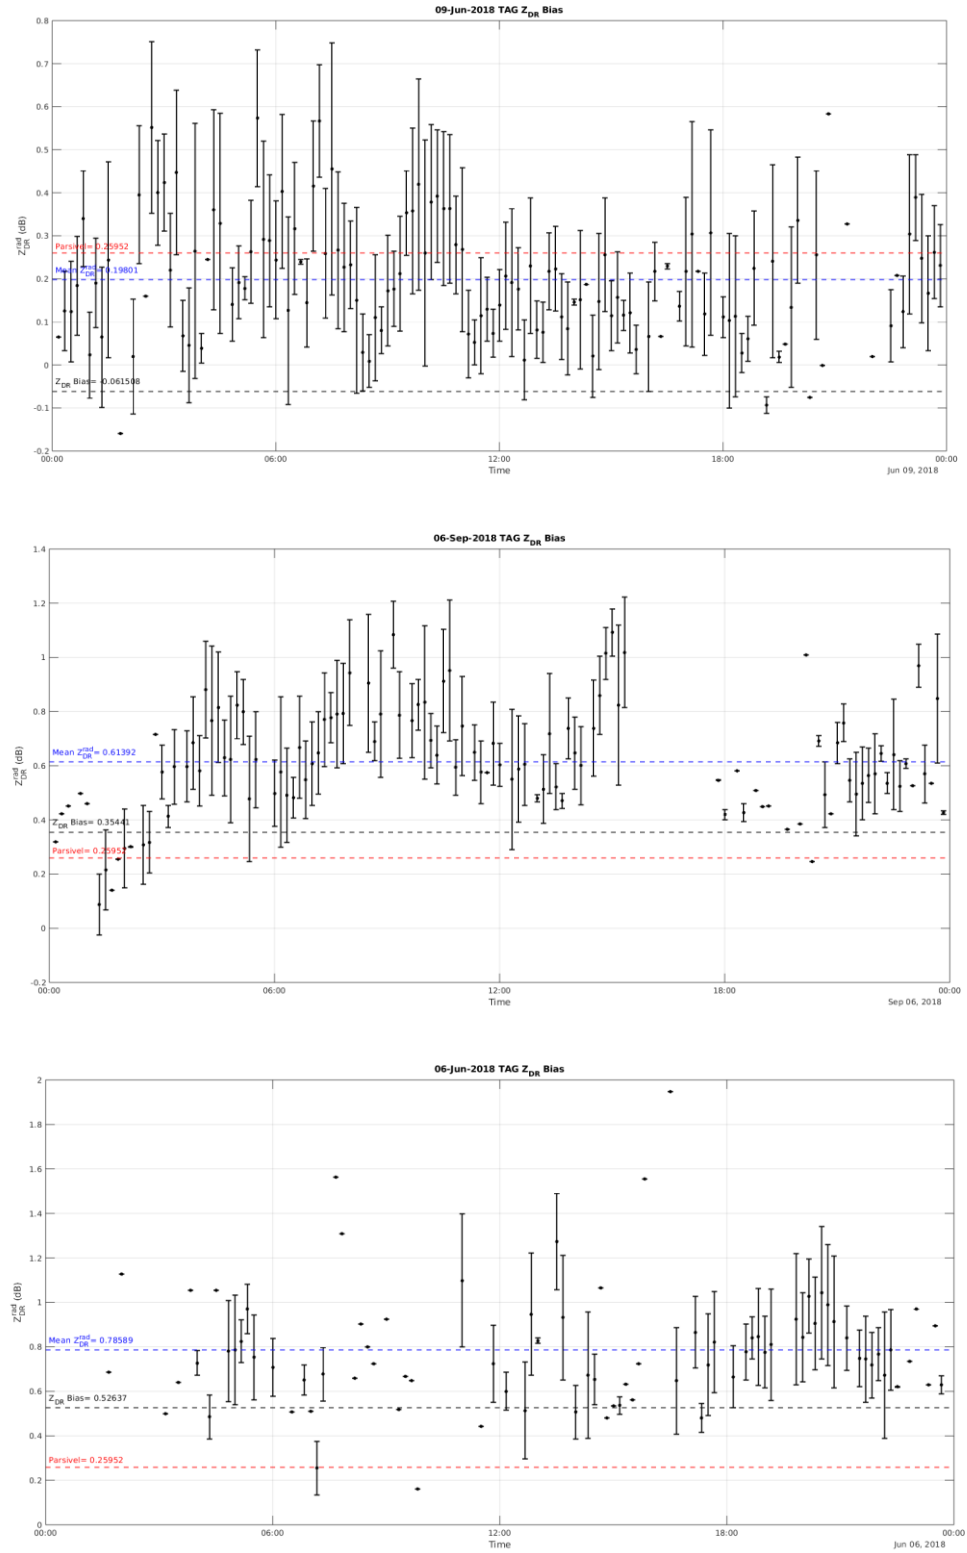 09-Jun-2018 TAG ZDR Bias
0.8
0.7
0.6
0.5
0.4
0.3
0.2
0.1
0
-0.1
-0.2
Z^rad_DR (dB)
Parsivel= 0.25952
Mean Z^rad_DR= 0.19801
ZDR Bias= -0.061508
00:00 06:00 12:00 18:00 00:00
Time
Jun 09, 2018
06-Sep-2018 TAG ZDR Bias
1.4
1.2
1
0.8
0.6
0.4
0.2
0
-0.2
Z^rad_DR (dB)
Mean Z^rad_DR= 0.61392
ZDR Bias= 0.35441
Parsivel= 0.25952
00:00 06:00 12:00 18:00 00:00
Time
Sep 06, 2018
06-Jun-2018 TAG ZDR Bias
2
1.8
1.6
1.4
1.2
1
0.8
0.6
0.4
0.2
0
Z^rad_DR (dB)
Mean Z^rad_DR= 0.78589
ZDR Bias= 0.52637
Parsivel= 0.25952
00:00 06:00 12:00 18:00 00:00
Time
Jun 06, 2018